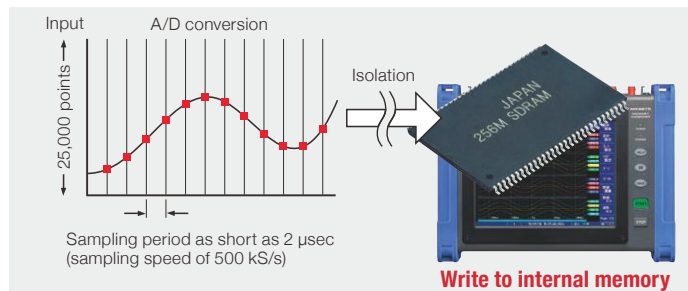 Input
A/D conversion
25,000 points
Isolation
JAPAN
256M SDRAM
Sampling period as short as 2 µsec
(sampling speed of 500 kS/s)
Write to internal memory